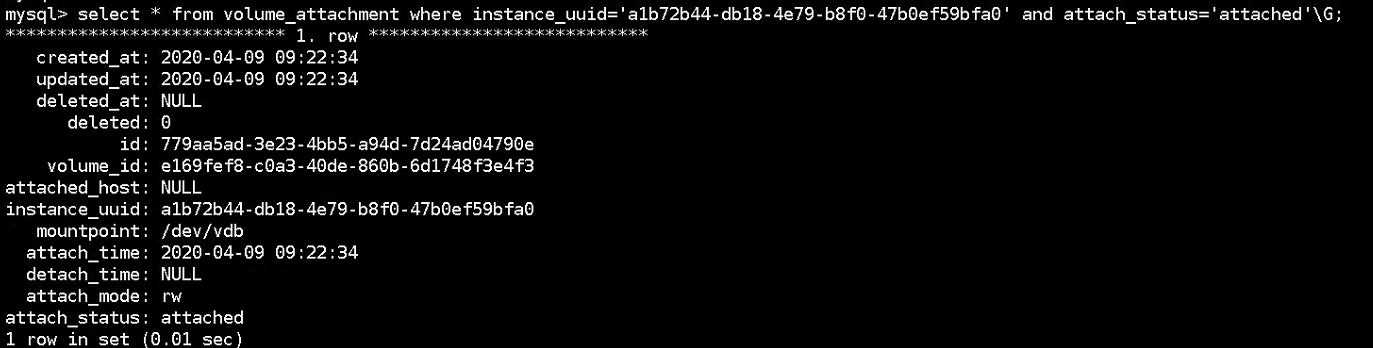 mysql> select * from volume_attachment where instance_uuid='a1b72b44-db18-4e79-b8f0-47b0ef59bfa0' and attach_status='attached'\G;
*************************** 1. row ***************************
created_at: 2020-04-09 09:22:34
updated_at: 2020-04-09 09:22:34
deleted_at: NULL
deleted: 0
id: 779aa5ad-3e23-4bb5-a94d-7d24ad04790e
volume_id: e169fef8-c0a3-40de-860b-6d1748f3e4f3
attached_host: NULL
instance_uuid: a1b72b44-db18-4e79-b8f0-47b0ef59bfa0
mountpoint: /dev/vdb
attach_time: 2020-04-09 09:22:34
detach_time: NULL
attach_mode: rw
attach_status: attached
1 row in set (0.01 sec)